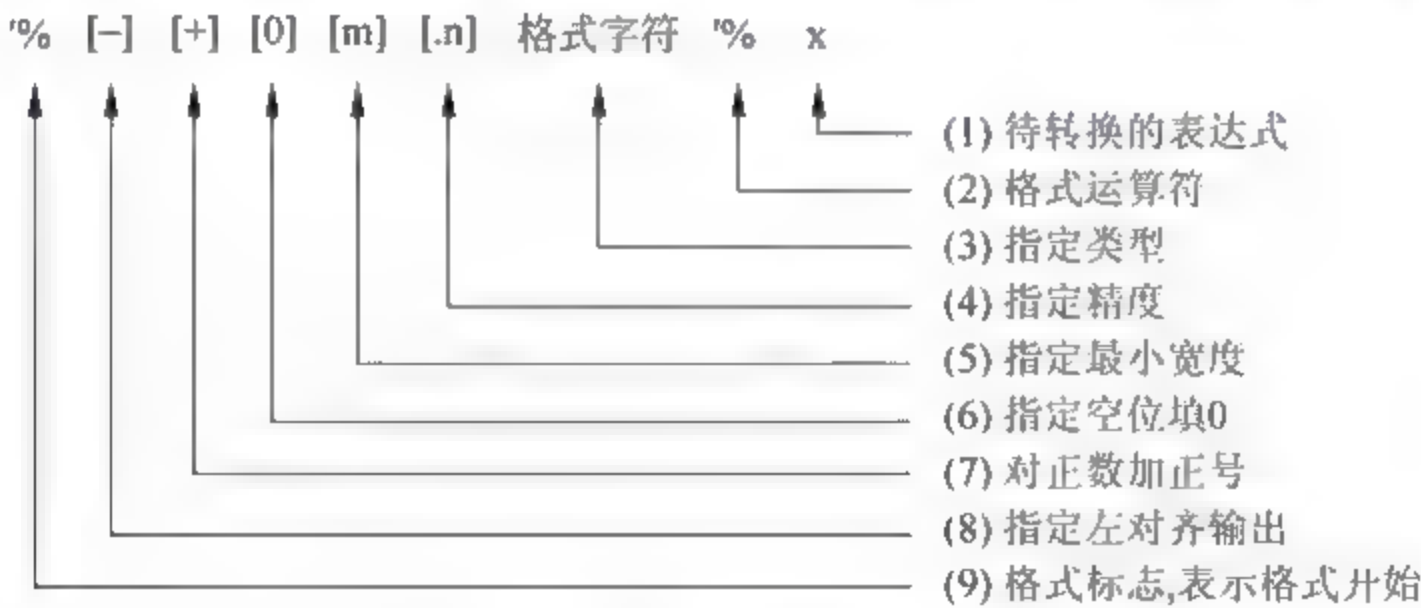 '% [-] [+] [0] [m] [.n] 格式字符 '% x
(1) 待转换的表达式
(2) 格式运算符
(3) 指定类型
(4) 指定精度
(5) 指定最小宽度
(6) 指定空位填0
(7) 对正数加正号
(8) 指定左对齐输出
(9) 格式标志,表示格式开始